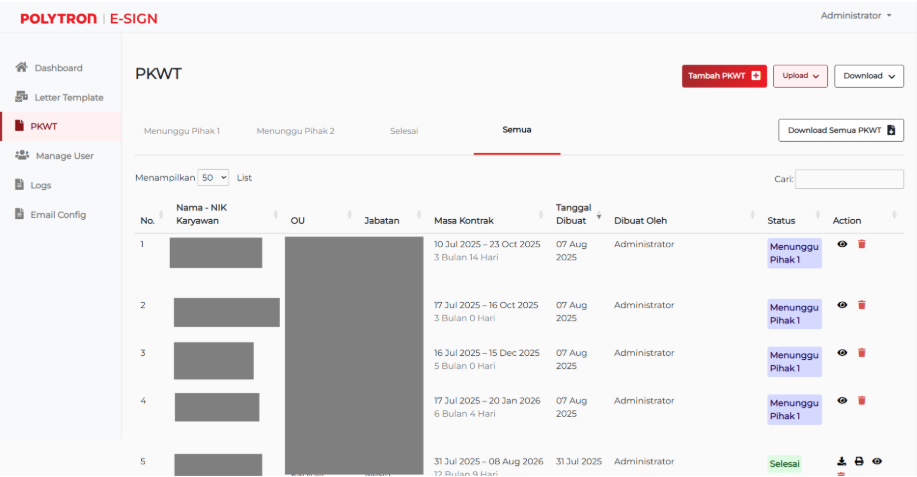 POLYTRON | E-SIGN
Administrator
Dashboard
Letter Template
PKWT
Manage User
Logs
Email Config
PKWT
Tambah PKWT
Upload
Download
Menunggu Pihak 1
Menunggu Pihak 2
Selesai
Semua
Download Semua PKWT
Menampilkan 50 List
Cari:
No.
Nama - NIK
Karyawan
OU
Jabatan
Masa Kontrak
Tanggal
Dibuat
Dibuat Oleh
Status
Action
1
10 Jul 2025 – 23 Oct 2025
3 Bulan 14 Hari
07 Aug
2025
Administrator
Menunggu
Pihak 1
2
17 Jul 2025 – 16 Oct 2025
3 Bulan 0 Hari
07 Aug
2025
Administrator
Menunggu
Pihak 1
3
16 Jul 2025 – 15 Dec 2025
5 Bulan 0 Hari
07 Aug
2025
Administrator
Menunggu
Pihak 1
4
17 Jul 2025 – 20 Jan 2026
6 Bulan 4 Hari
07 Aug
2025
Administrator
Menunggu
Pihak 1
5
31 Jul 2025 – 08 Aug 2026
12 Bulan 9 Hari
31 Jul 2025
Administrator
Selesai